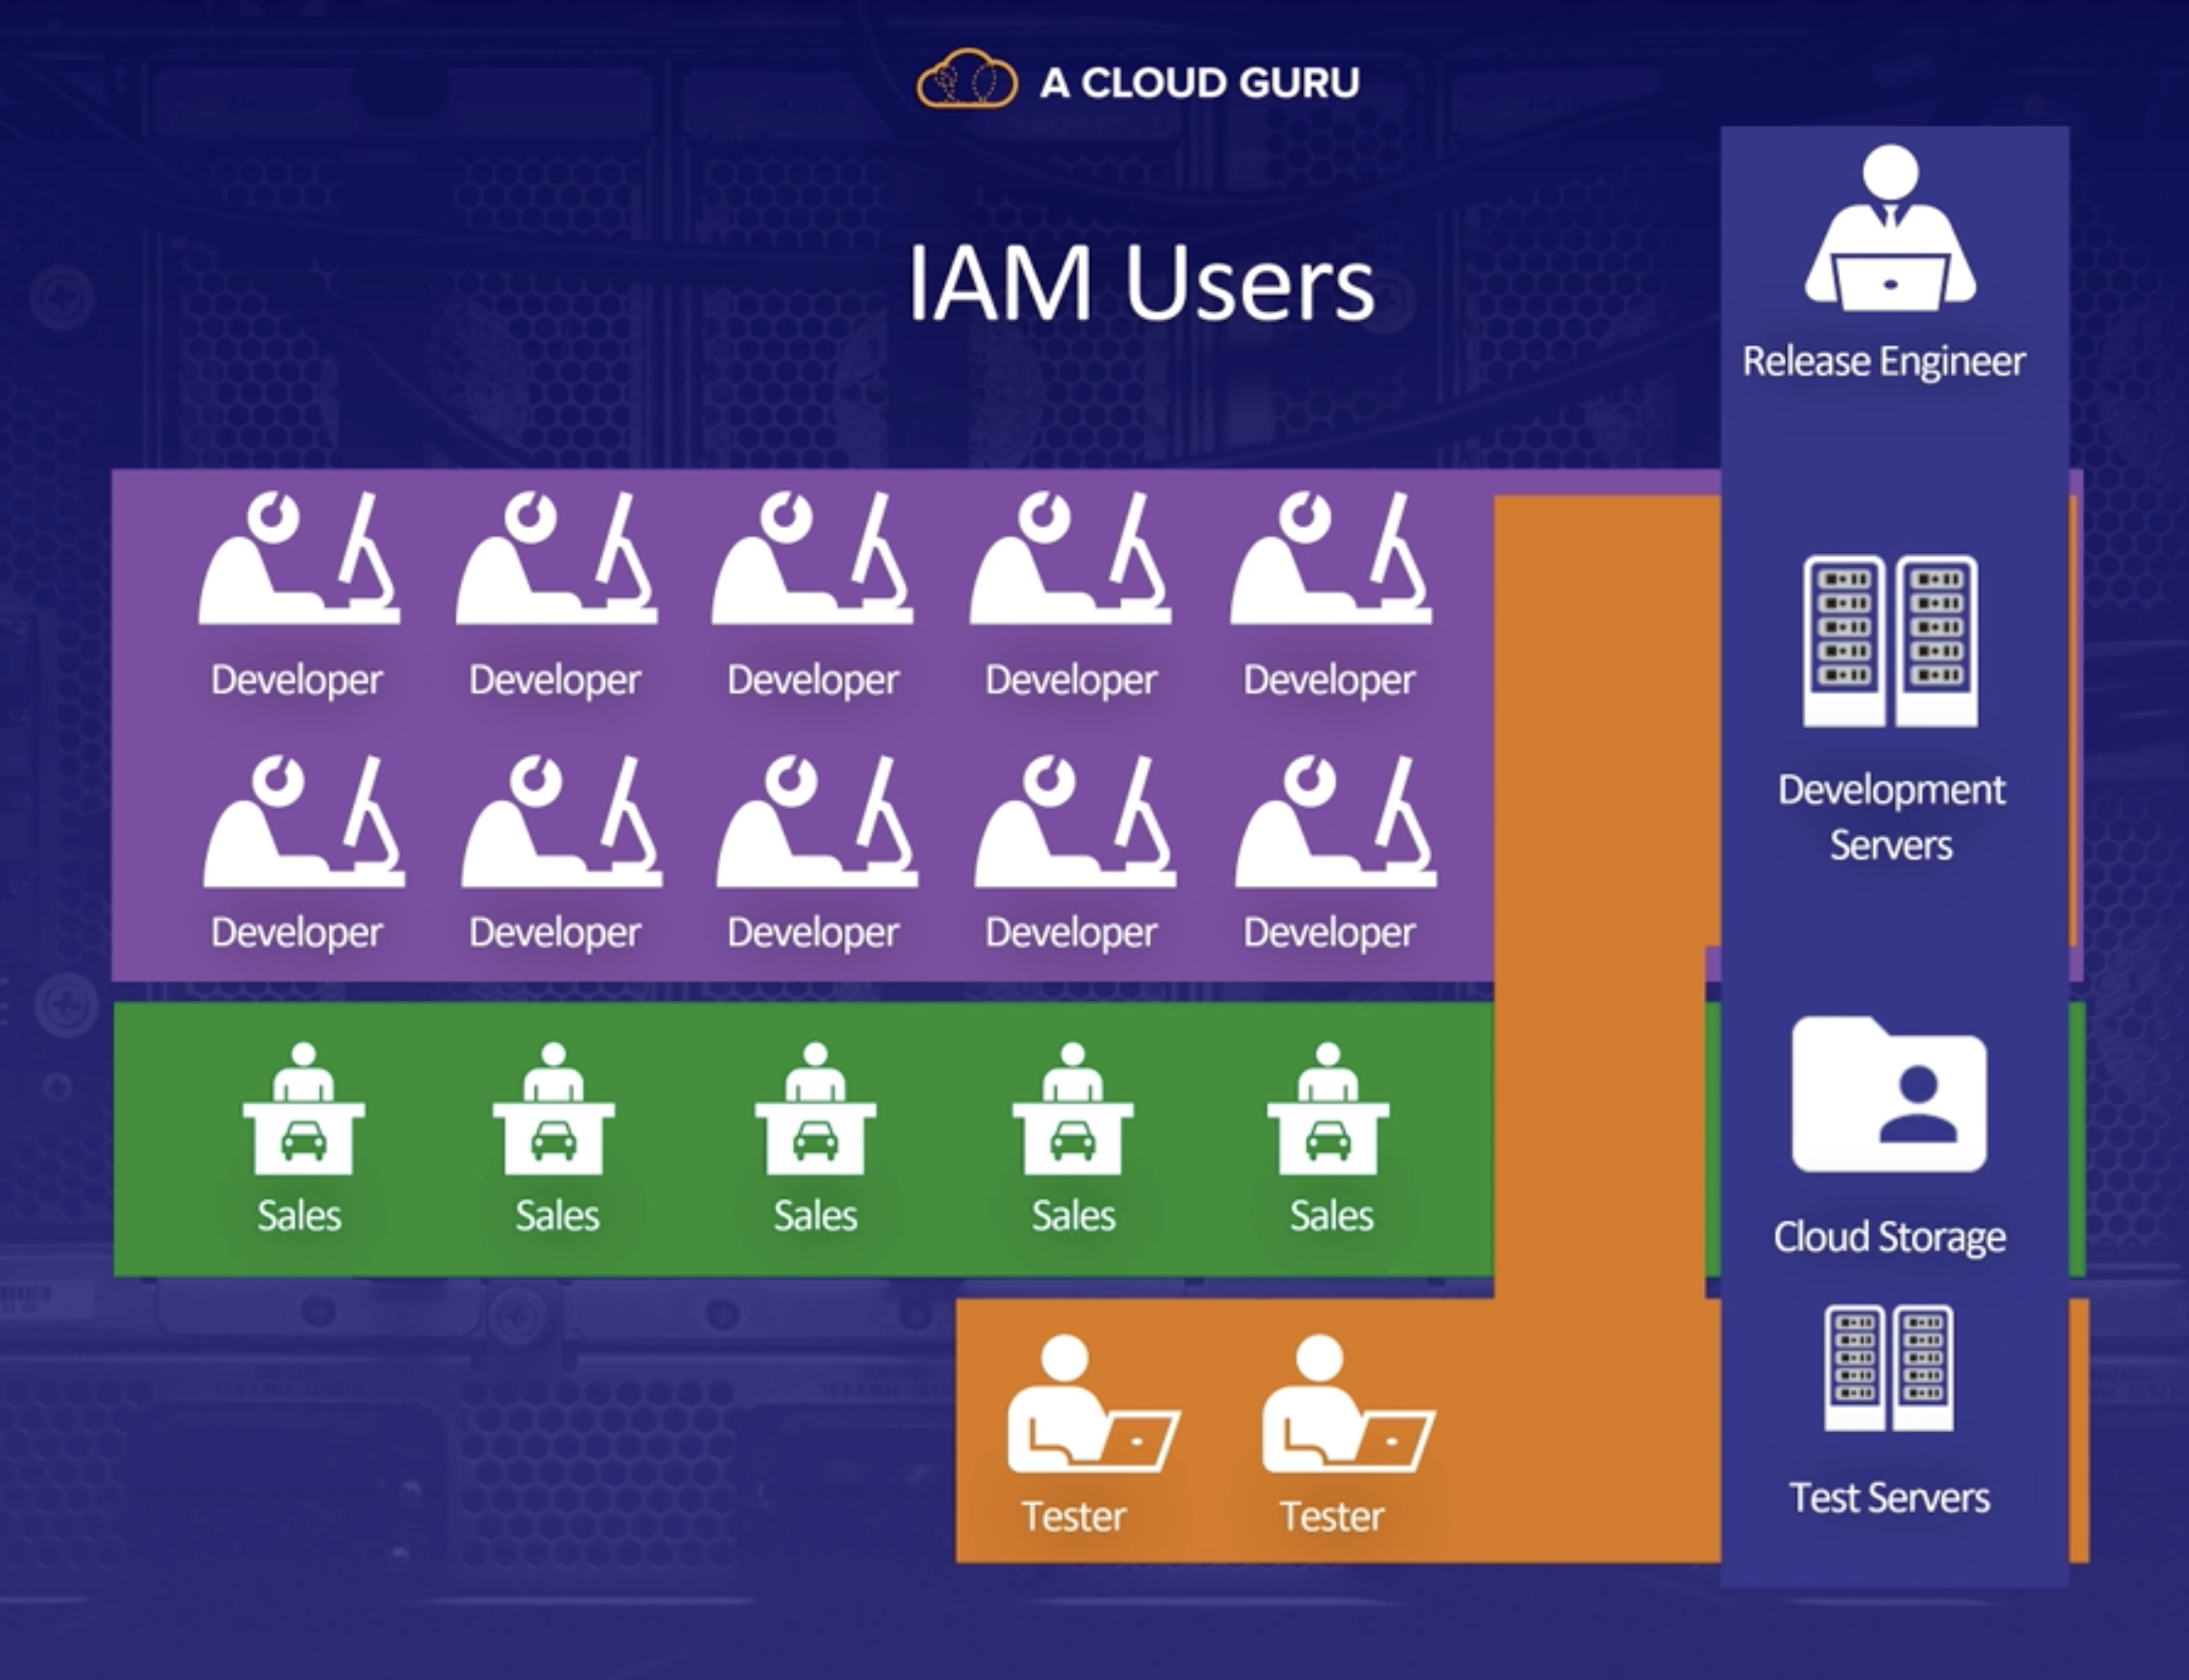 A CLOUD GURU
IAM Users
Release Engineer
Developer Developer Developer Developer Developer
Development
Servers
Developer Developer Developer Developer Developer
Sales Sales Sales Sales Sales
Cloud Storage
Tester Tester
Test Servers